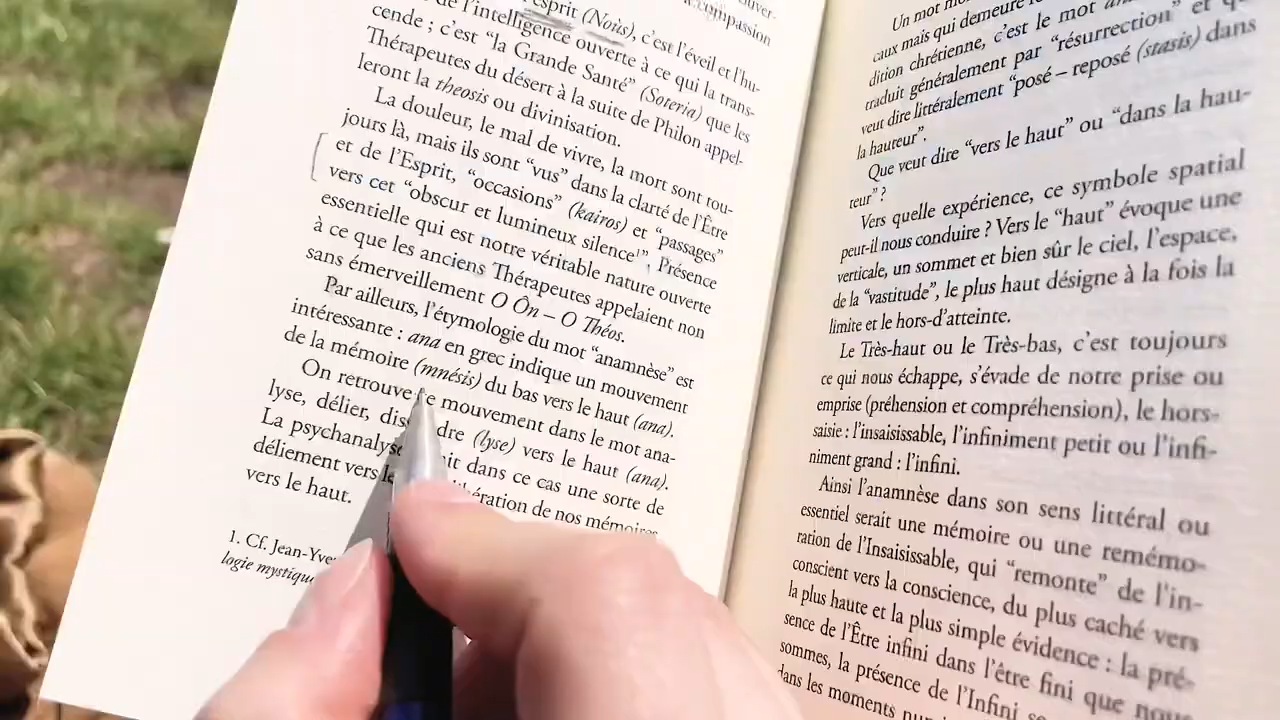 esprit (Noùs), c'est l'éveil et l'hu-
de l'intelligence ouverte à ce qui la trans-
cende ; c'est “la Grande Santé” (Soteria) que les
Thérapeutes du désert à la suite de Philon appel-
leront la theosis ou divinisation.
La douleur, le mal de vivre, la mort sont tou-
jours là, mais ils sont “vus” dans la clarté de l'Être
et de l'Esprit, “occasions” (kairos) et “passages”
vers cet “obscur et lumineux silence¹”, Présence
essentielle qui est notre véritable nature ouverte
à ce que les anciens Thérapeutes appelaient non
sans émerveillement O Ôn – O Théos.
Par ailleurs, l'étymologie du mot “anamnèse” est
intéressante : ana en grec indique un mouvement
de la mémoire (mnésis) du bas vers le haut (ana).
On retrouve ce mouvement dans le mot ana-
lyse, délier, dis dre (lyse) vers le haut (ana).
La psychanalyse it dans ce cas une sorte de
déliement vers le ibération de nos mémoires
vers le haut.
1. Cf. Jean-Yve
logie mystique
Un mot
caux mais qui demeure
dition chrétienne, c'est le mot
traduit généralement par “résurrection” et
veut dire littéralement “posé – reposé (stasis) dans
la hauteur”.
Que veut dire “vers le haut” ou “dans la hau-
teur” ?
Vers quelle expérience, ce symbole spatial
peut-il nous conduire ? Vers le “haut” évoque une
verticale, un sommet et bien sûr le ciel, l'espace,
de la “vastitude”, le plus haut désigne à la fois la
limite et le hors-d'atteinte.
Le Très-haut ou le Très-bas, c'est toujours
ce qui nous échappe, s'évade de notre prise ou
emprise (préhension et compréhension), le hors-
saisie : l'insaisissable, l'infiniment petit ou l'infi-
niment grand : l'infini.
Ainsi l'anamnèse dans son sens littéral ou
essentiel serait une mémoire ou une remémo-
ration de l'Insaisissable, qui “remonte” de l'in-
conscient vers la conscience, du plus caché vers
la plus haute et la plus simple évidence : la pré-
sence de l'Être infini dans l'être fini que nous
sommes, la présence de l'Infini
dans les moments